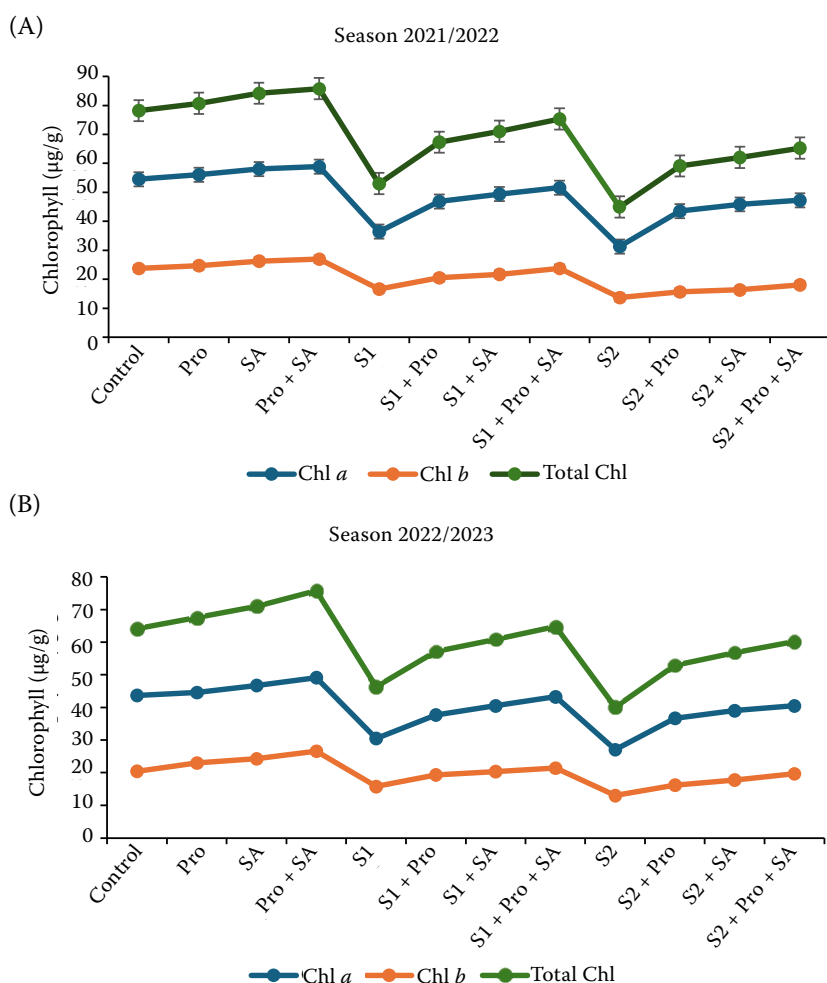 (A)
Season 2021/2022
Chlorophyll (µg/g)
90
80
70
60
50
40
30
20
10
0
Control
Pro
SA
Pro + SA
S1
S1 + Pro
S1 + SA
S1 + Pro + SA
S2
S2 + Pro
S2 + SA
S2 + Pro + SA
Chl a Chl b Total Chl
(B)
Season 2022/2023
Chlorophyll (µg/g)
80
70
60
50
40
30
20
10
0
Control
Pro
SA
Pro + SA
S1
S1 + Pro
S1 + SA
S1 + Pro + SA
S2
S2 + Pro
S2 + SA
S2 + Pro + SA
Chl a Chl b Total Chl